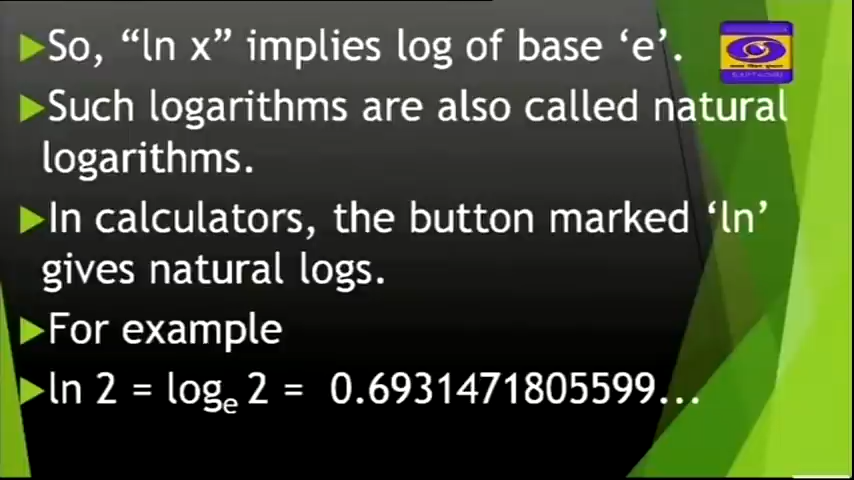 So, “ln x” implies log of base ‘e’.
Such logarithms are also called natural
logarithms.
In calculators, the button marked ‘ln’
gives natural logs.
For example
ln 2 = logₑ 2 = 0.6931471805599...